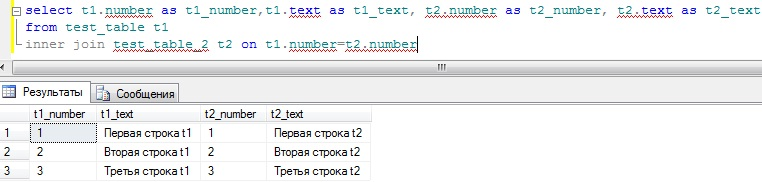 select t1.number as t1_number,t1.text as t1_text, t2.number as t2_number, t2.text as t2_text
from test_table t1
inner join test_table_2 t2 on t1.number=t2.number
Результаты Сообщения
t1_number t1_text t2_number t2_text
1 1 Первая строка t1 1 Первая строка t2
2 2 Вторая строка t1 2 Вторая строка t2
3 3 Третья строка t1 3 Третья строка t2